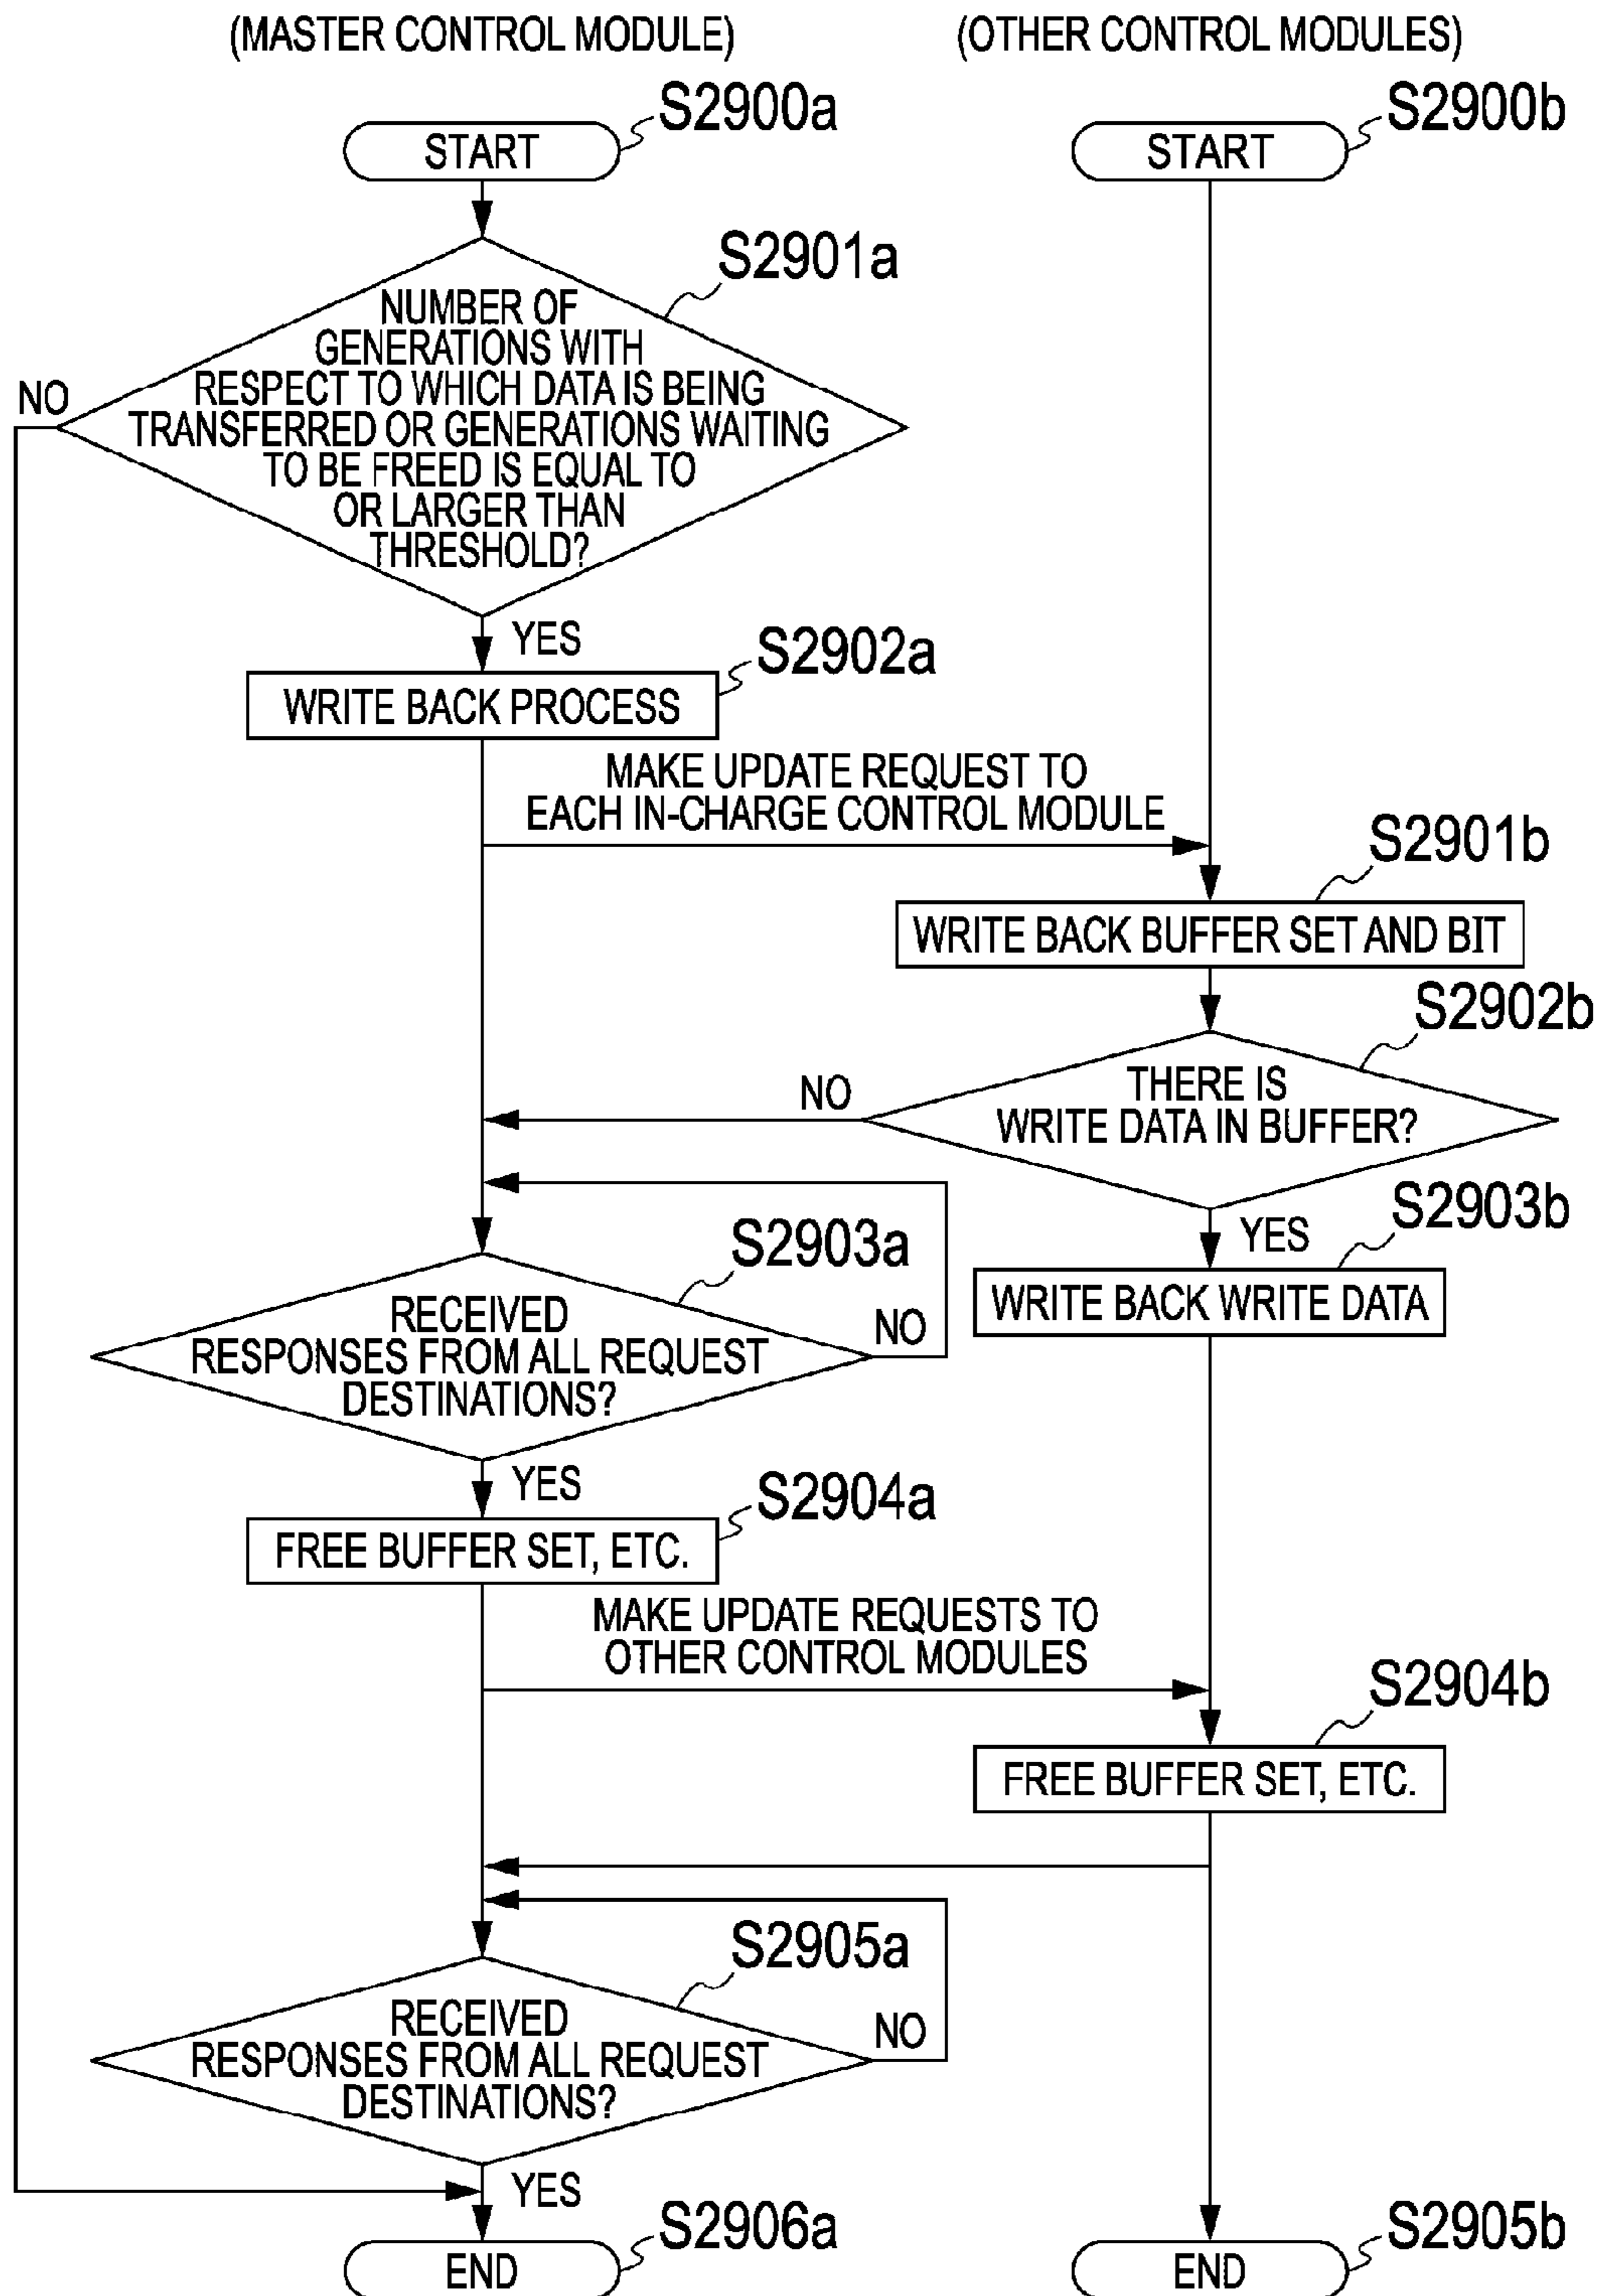 (MASTER CONTROL MODULE)
(OTHER CONTROL MODULES)
S2900a
S2900b
START
START
S2901a
NUMBER OF
GENERATIONS WITH
RESPECT TO WHICH DATA IS BEING
TRANSFERRED OR GENERATIONS WAITING
TO BE FREED IS EQUAL TO
OR LARGER THAN
THRESHOLD?
NO
YES
S2902a
WRITE BACK PROCESS
MAKE UPDATE REQUEST TO
EACH IN-CHARGE CONTROL MODULE
S2901b
WRITE BACK BUFFER SET AND BIT
S2902b
THERE IS
WRITE DATA IN BUFFER?
NO
YES
S2903b
WRITE BACK WRITE DATA
S2903a
RECEIVED
RESPONSES FROM ALL REQUEST
DESTINATIONS?
NO
YES
S2904a
FREE BUFFER SET, ETC.
MAKE UPDATE REQUESTS TO
OTHER CONTROL MODULES
S2904b
FREE BUFFER SET, ETC.
S2905a
RECEIVED
RESPONSES FROM ALL REQUEST
DESTINATIONS?
NO
YES
S2906a
S2905b
END
END